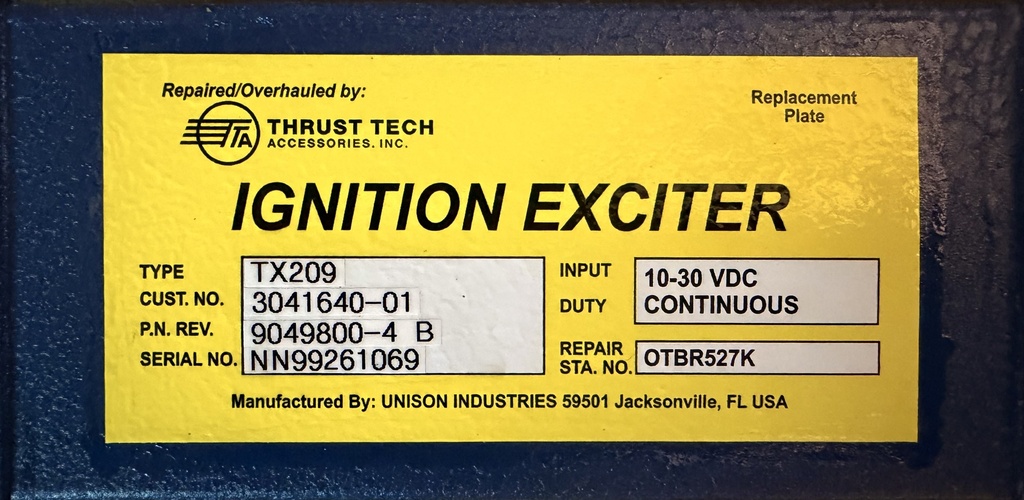 Repaired/Overhauled by:
TTA THRUST TECH
ACCESSORIES. INC.
Replacement
Plate
IGNITION EXCITER
TYPE TX209
CUST. NO. 3041640-01
P.N. REV. 9049800-4 B
SERIAL NO. NN99261069
INPUT 10-30 VDC
DUTY CONTINUOUS
REPAIR
STA. NO. OTBR527K
Manufactured By: UNISON INDUSTRIES 59501 Jacksonville, FL USA